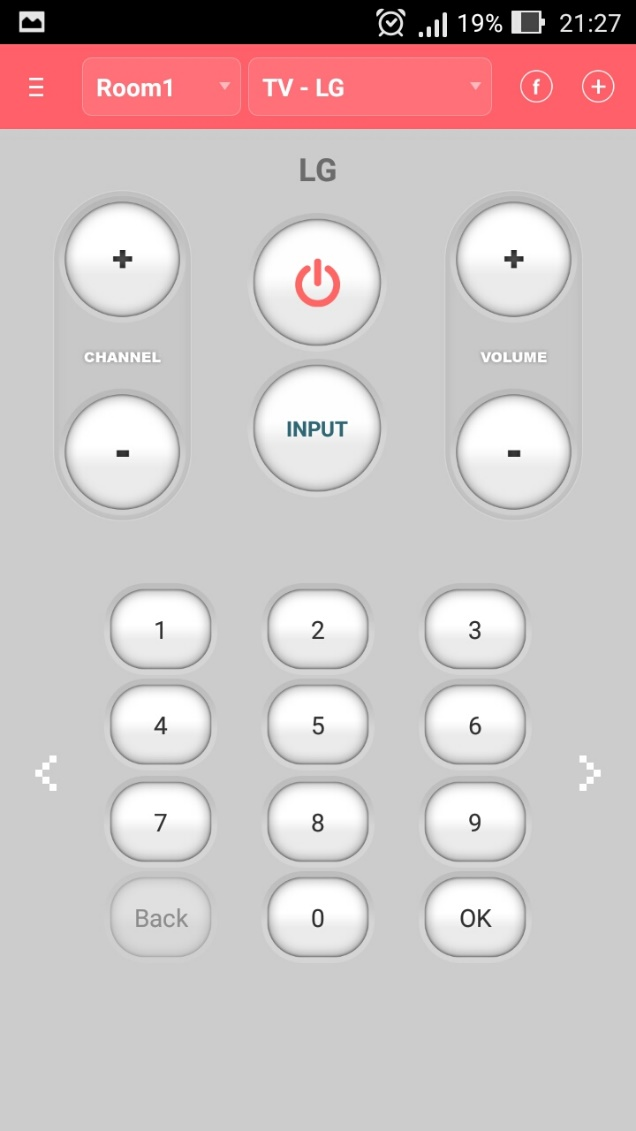 19% 21:27
Room1 TV - LG f +
LG
+ +
CHANNEL VOLUME
INPUT
- -
1 2 3
4 5 6
7 8 9
Back 0 OK